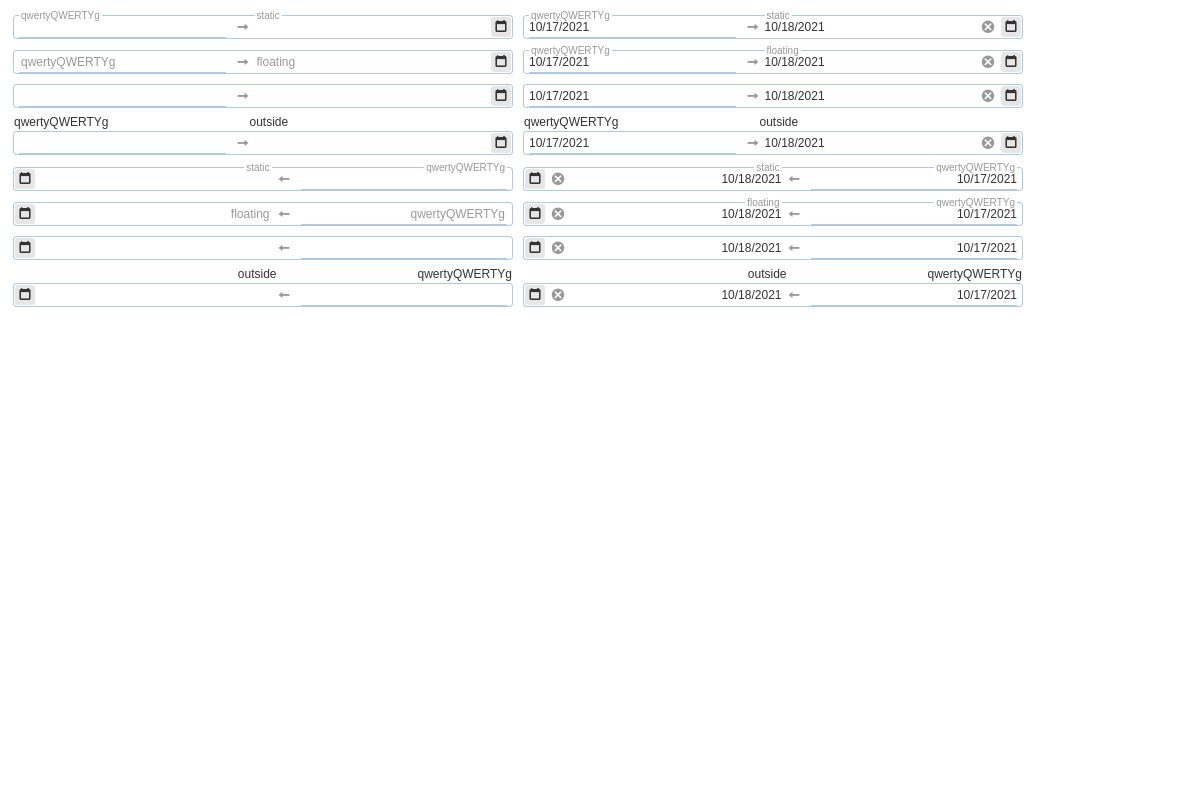 qwertyQWERTYg static qwertyQWERTYg static
10/17/2021 10/18/2021
qwertyQWERTYg floating
qwertyQWERTYg floating 10/17/2021 10/18/2021
10/17/2021 10/18/2021
qwertyQWERTYg outside qwertyQWERTYg outside
10/17/2021 10/18/2021
static qwertyQWERTYg static qwertyQWERTYg
10/18/2021 10/17/2021
floating qwertyQWERTYg
floating qwertyQWERTYg 10/18/2021 10/17/2021
10/18/2021 10/17/2021
outside qwertyQWERTYg outside qwertyQWERTYg
10/18/2021 10/17/2021